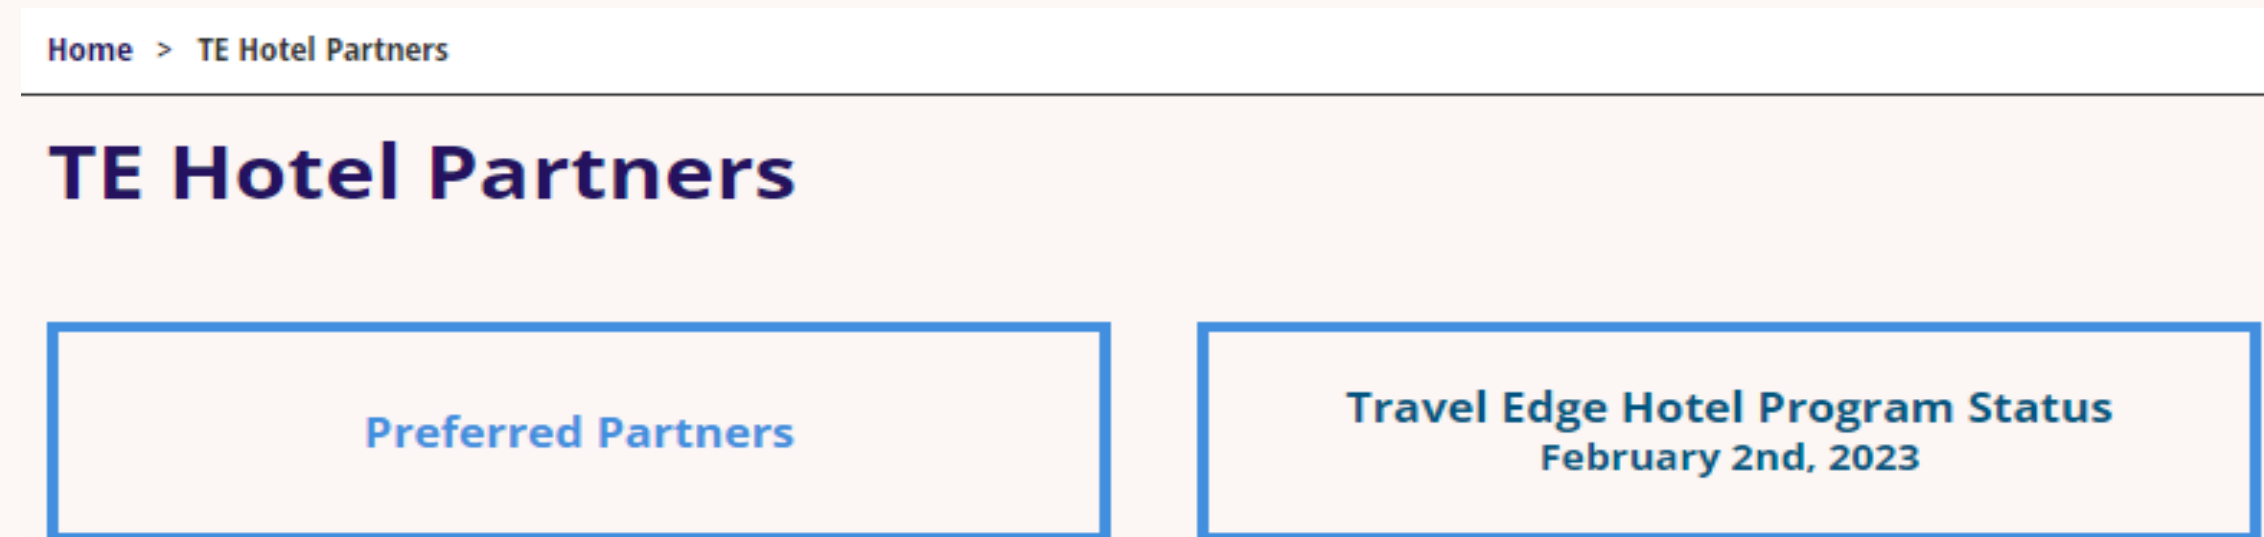 Home > TE Hotel Partners
TE Hotel Partners
Preferred Partners
Travel Edge Hotel Program Status
February 2nd, 2023